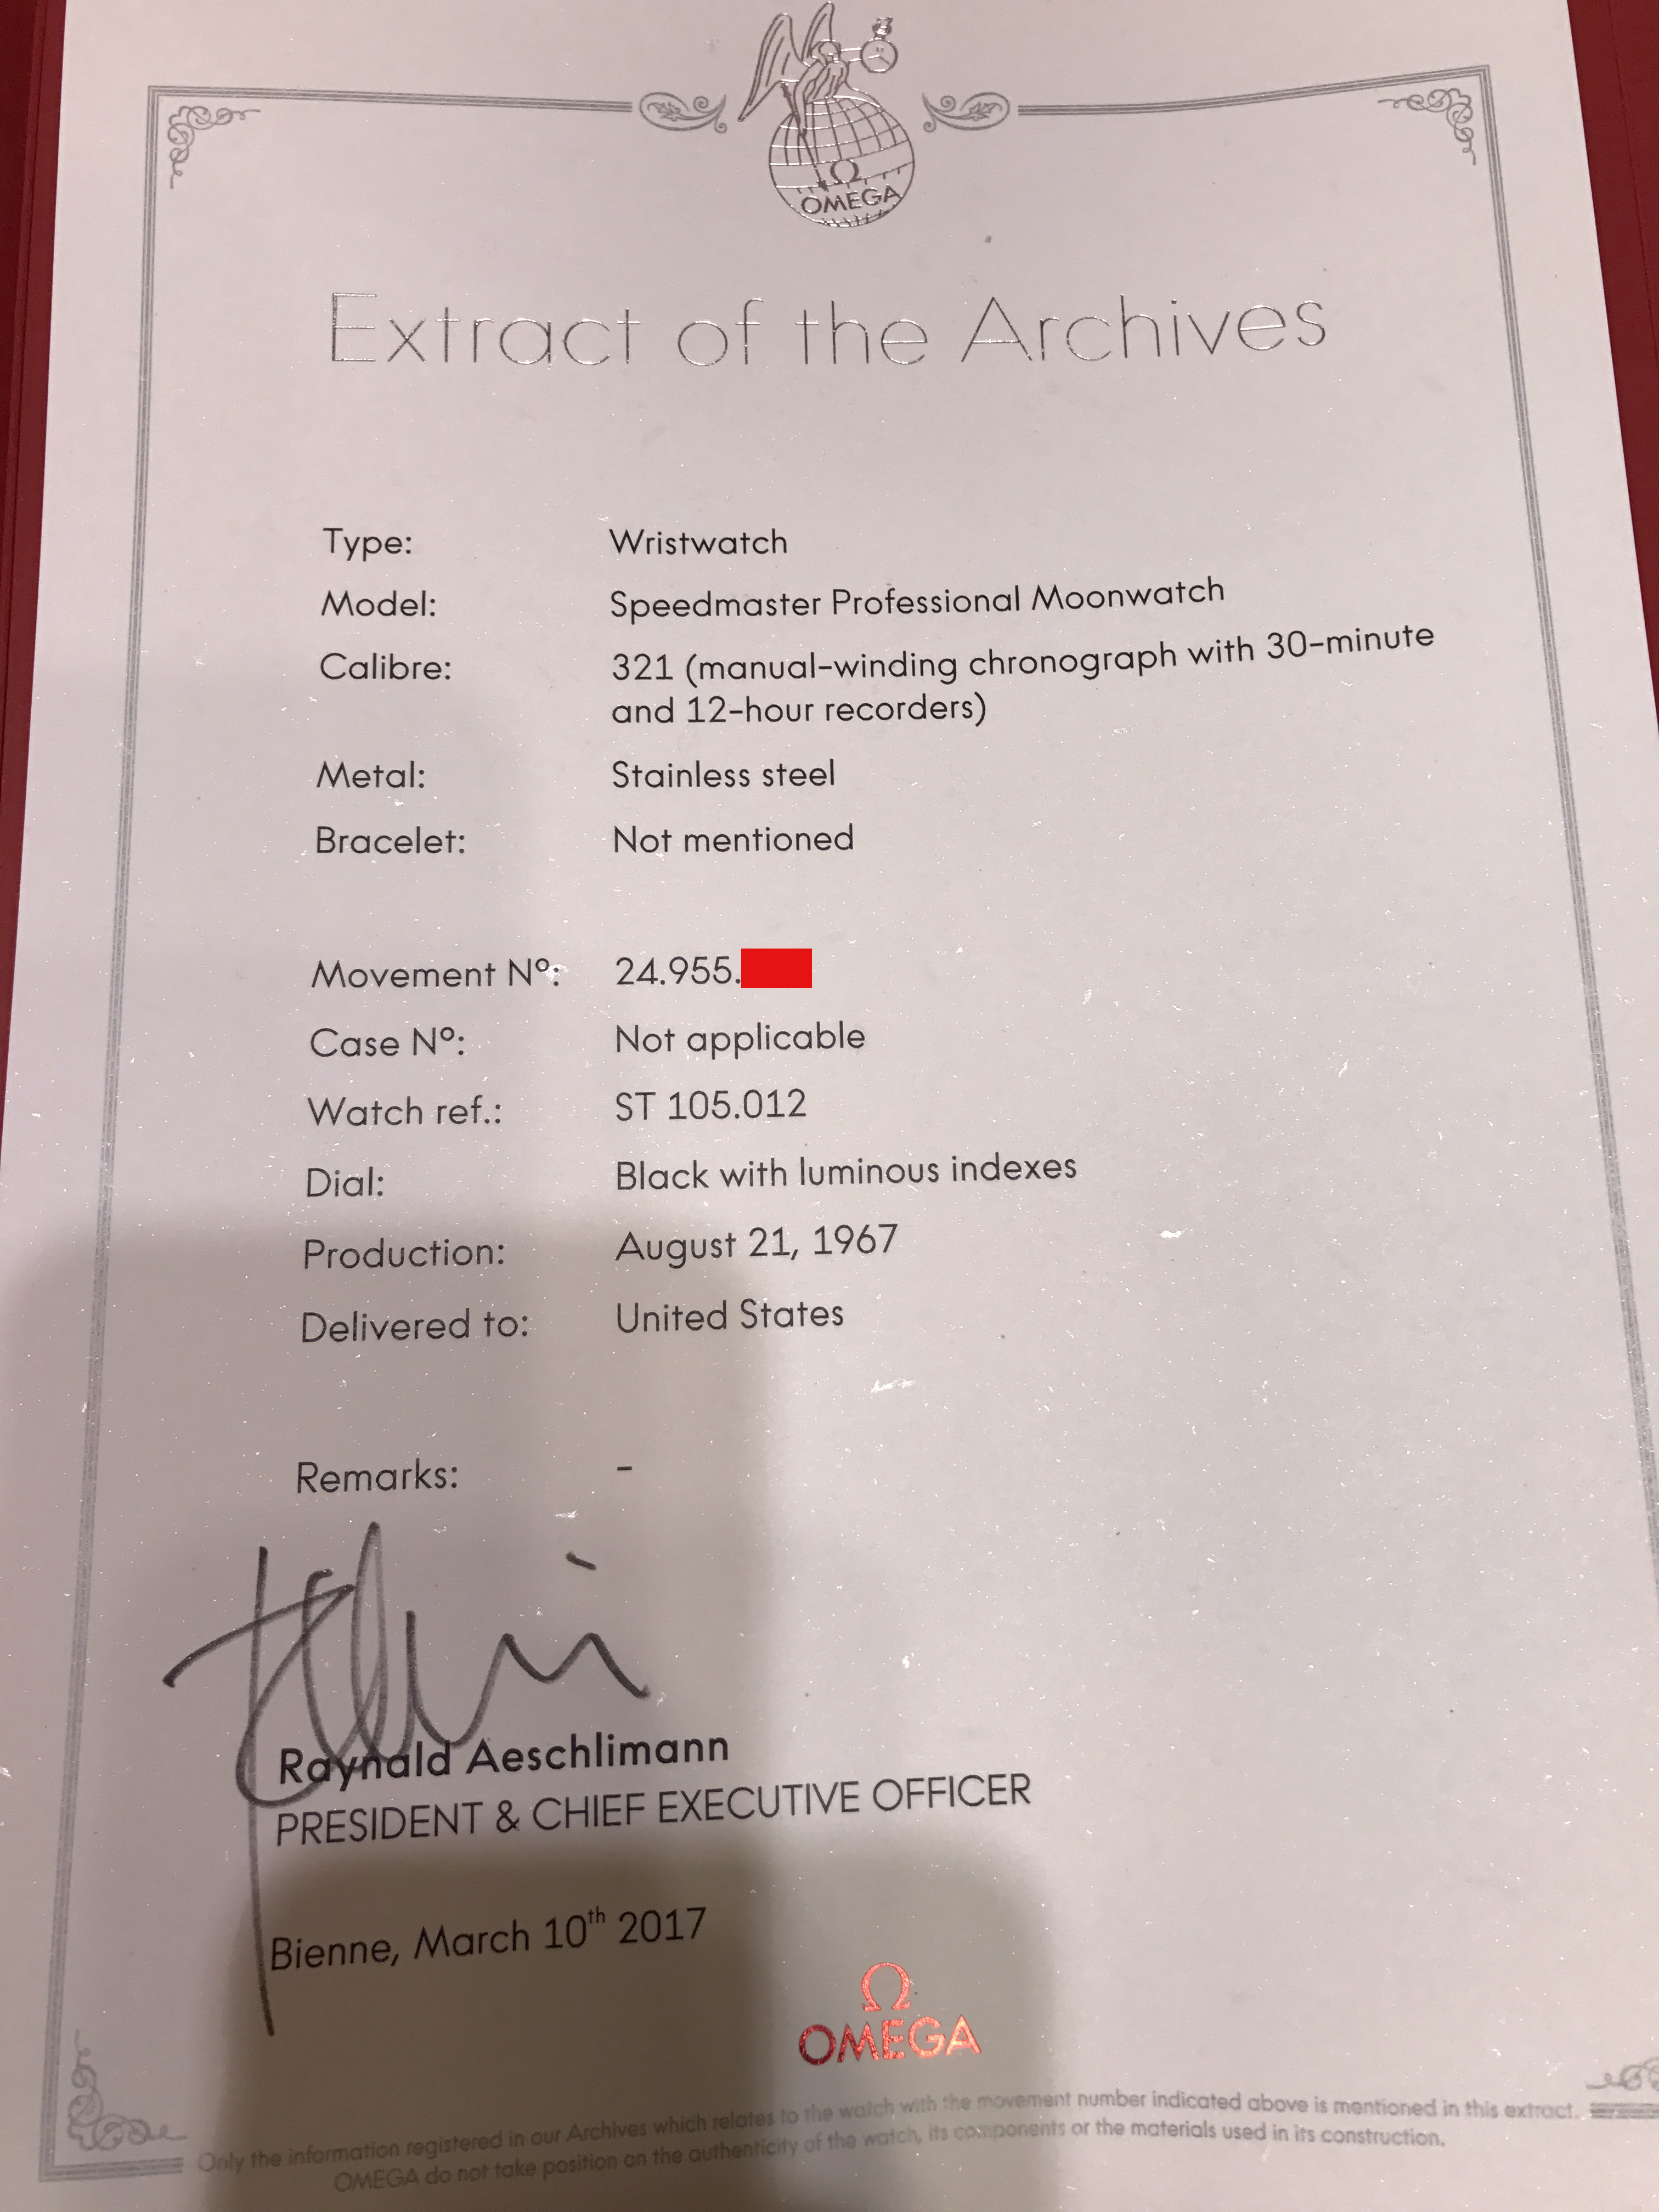 Ω
OMEGA
Extract of the Archives
Type: Wristwatch
Model: Speedmaster Professional Moonwatch
Calibre: 321 (manual-winding chronograph with 30-minute
and 12-hour recorders)
Metal: Stainless steel
Bracelet: Not mentioned
Movement Nº: 24.955.
Case Nº: Not applicable
Watch ref.: ST 105.012
Dial: Black with luminous indexes
Production: August 21, 1967
Delivered to: United States
Remarks: -
Raynald Aeschlimann
PRESIDENT & CHIEF EXECUTIVE OFFICER
Bienne, March 10th 2017
Ω
OMEGA
Only the information registered in our Archives which relates to the watch with the movement number indicated above is mentioned in this extract.
OMEGA do not take position on the authenticity of the watch, its components or the materials used in its construction.